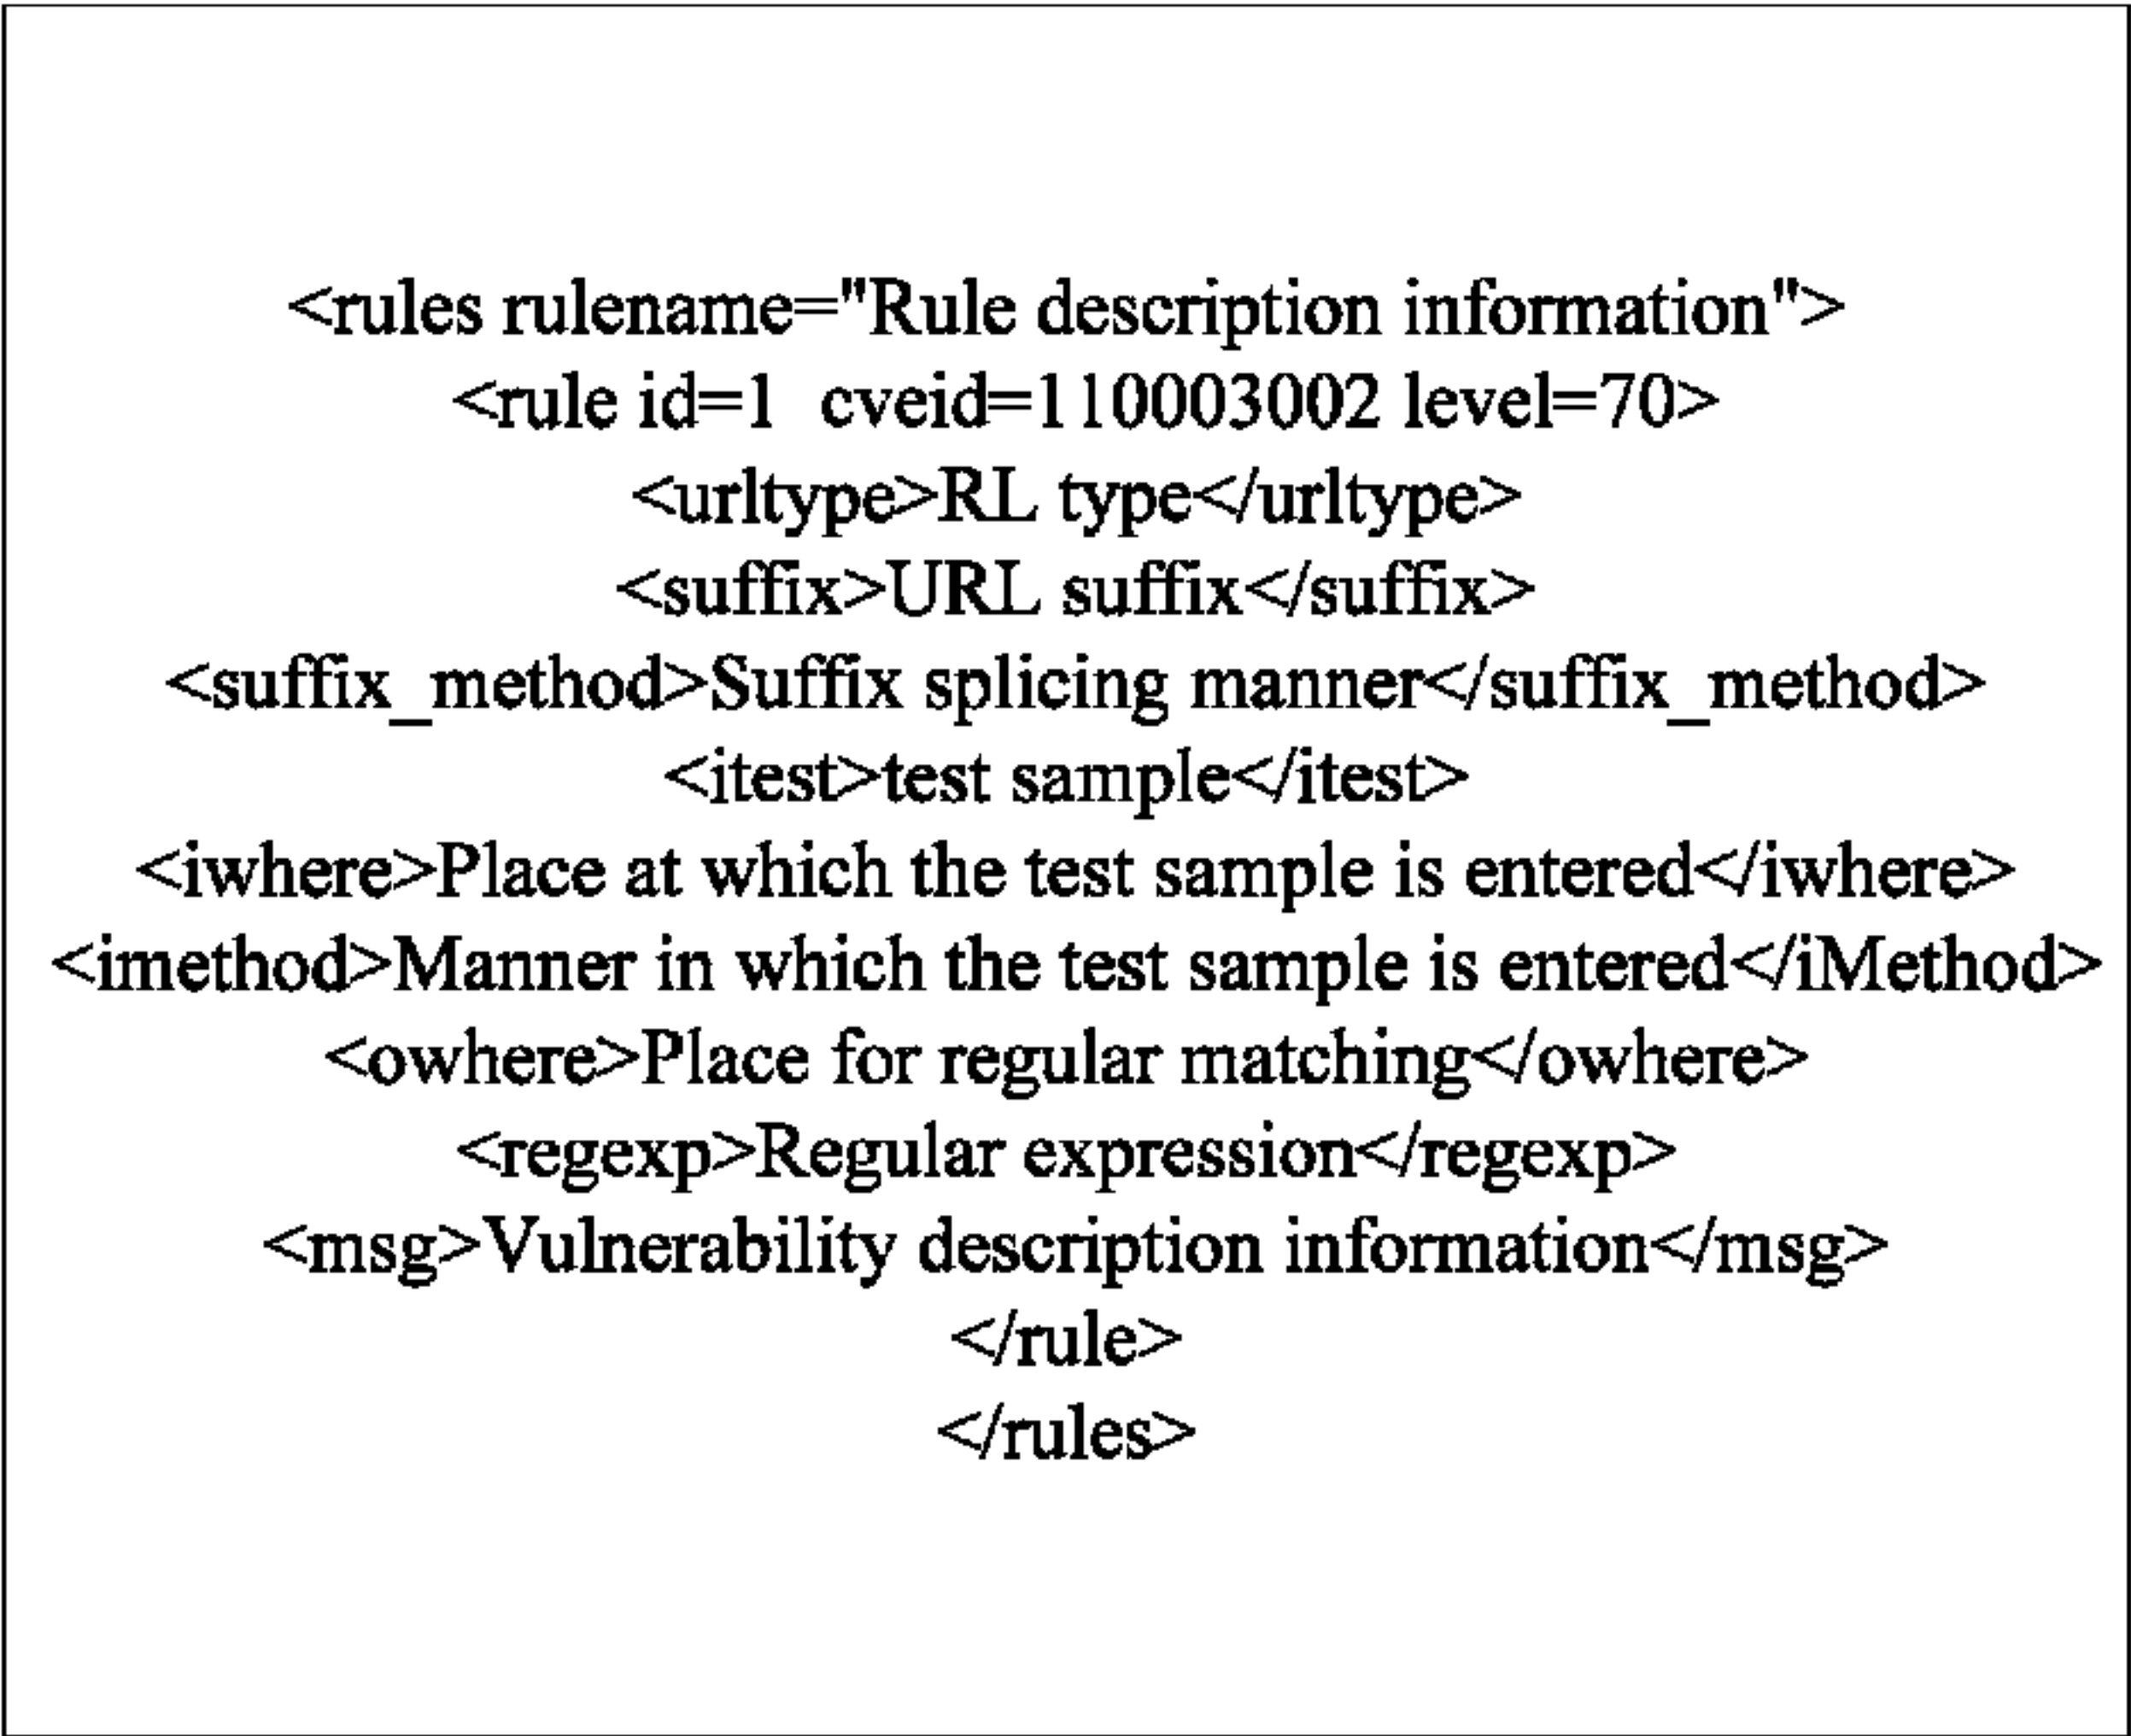 <rules rulename="Rule description information">
<rule id=1  cveid=110003002 level=70>
<urltype>RL type</urltype>
<suffix>URL suffix</suffix>
<suffix_method>Suffix splicing manner</suffix_method>
<itest>test sample</itest>
<iwhere>Place at which the test sample is entered</iwhere>
<imethod>Manner in which the test sample is entered</iMethod>
<owhere>Place for regular matching</owhere>
<regexp>Regular expression</regexp>
<msg>Vulnerability description information</msg>
</rule>
</rules>